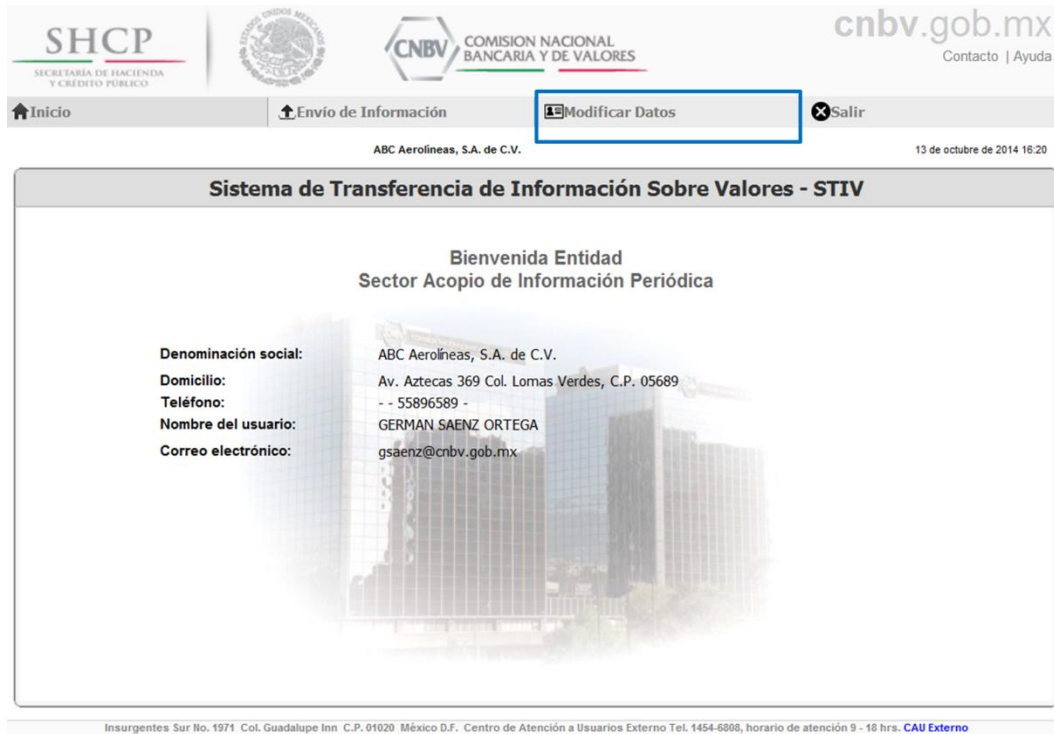 SHCP
SECRETARÍA DE HACIENDA
Y CRÉDITO PÚBLICO
ESTADOS UNIDOS MEXICANOS
CNBV
COMISION NACIONAL
BANCARIA Y DE VALORES
cnbv.gob.mx
Contacto | Ayuda
Inicio
Envío de Información
Modificar Datos
Salir
ABC Aerolíneas, S.A. de C.V.
13 de octubre de 2014 16:20
Sistema de Transferencia de Información Sobre Valores - STIV
Bienvenida Entidad
Sector Acopio de Información Periódica
Denominación social: ABC Aerolíneas, S.A. de C.V.
Domicilio: Av. Aztecas 369 Col. Lomas Verdes, C.P. 05689
Teléfono: - - 55896589 -
Nombre del usuario: GERMAN SAENZ ORTEGA
Correo electrónico: gsaenz@cnbv.gob.mx
Insurgentes Sur No. 1971 Col. Guadalupe Inn C.P. 01020 México D.F. Centro de Atención a Usuarios Externo Tel. 1454-6808, horario de atención 9 - 18 hrs. CAU Externo